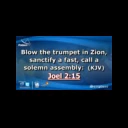 Blow the trumpet in Zion,
sanctify a fast, call a
solemn assembly: (KJV)
Joel 2:15